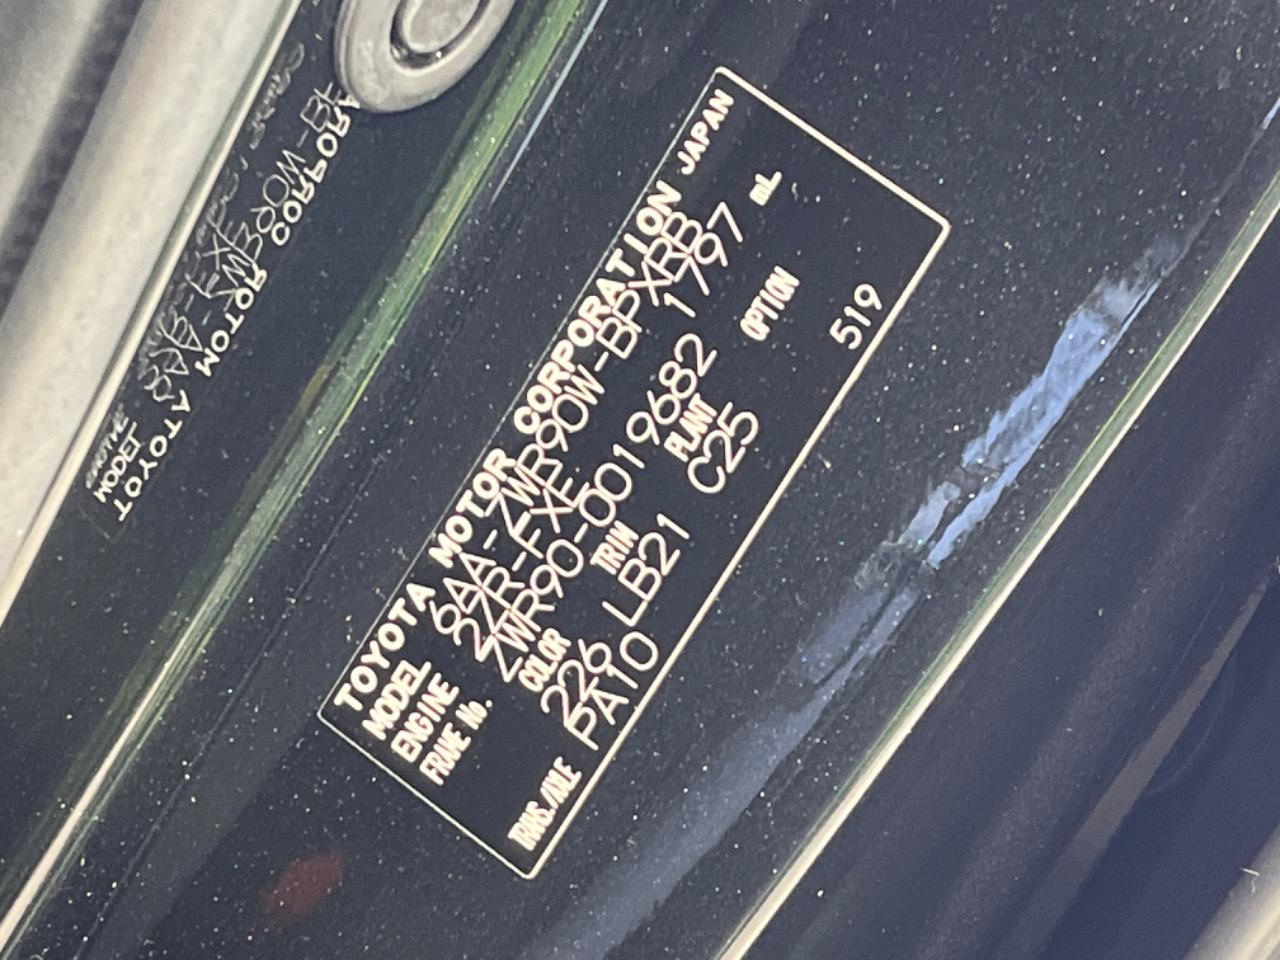 TOYOTA MOTOR CORPORATION JAPAN
MODEL 6AA-ZWR90W-BPXRB
ENGINE 2ZR-FXE 1797 mL
FRAME No. ZWR90-0019682
COLOR TRIM PLANT OPTION
226 LB21 C25
TRANS./AXLE PA10 519